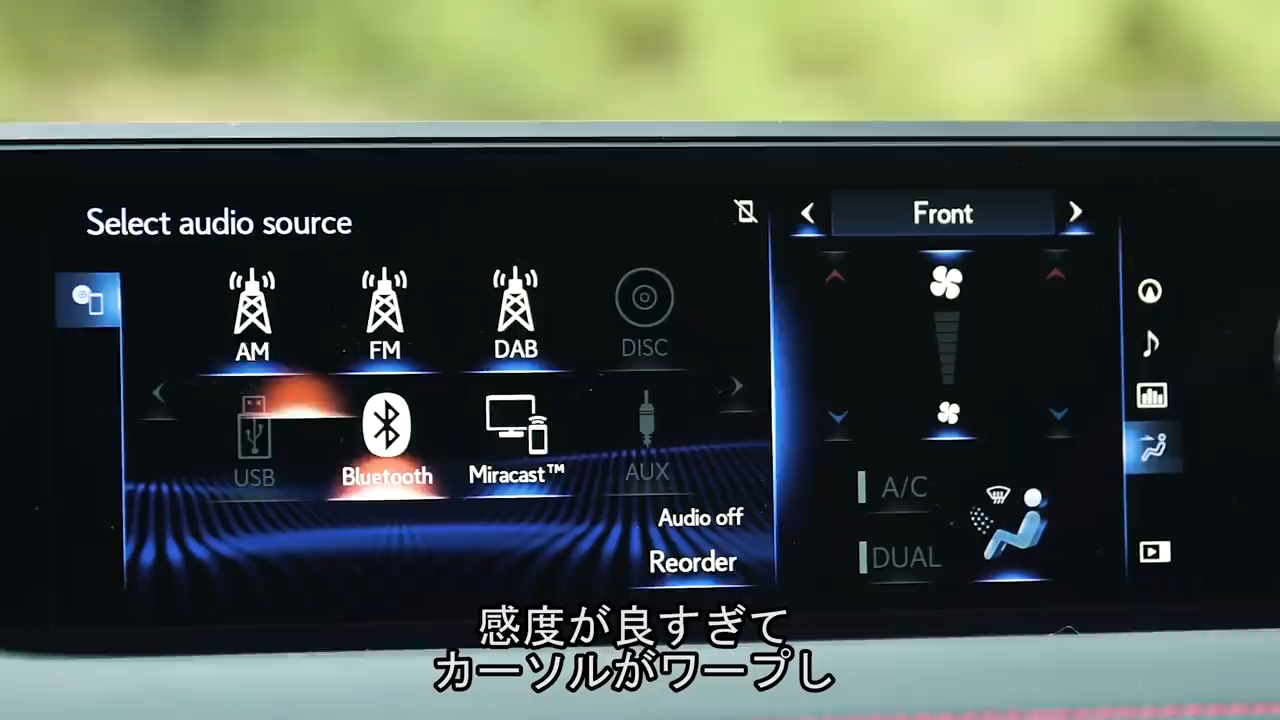 Select audio source
Front
AM
FM
DAB
DISC
USB
Bluetooth
Miracast™
AUX
A/C
Audio off
DUAL
Reorder
感度が良すぎて
カーソルがワープし